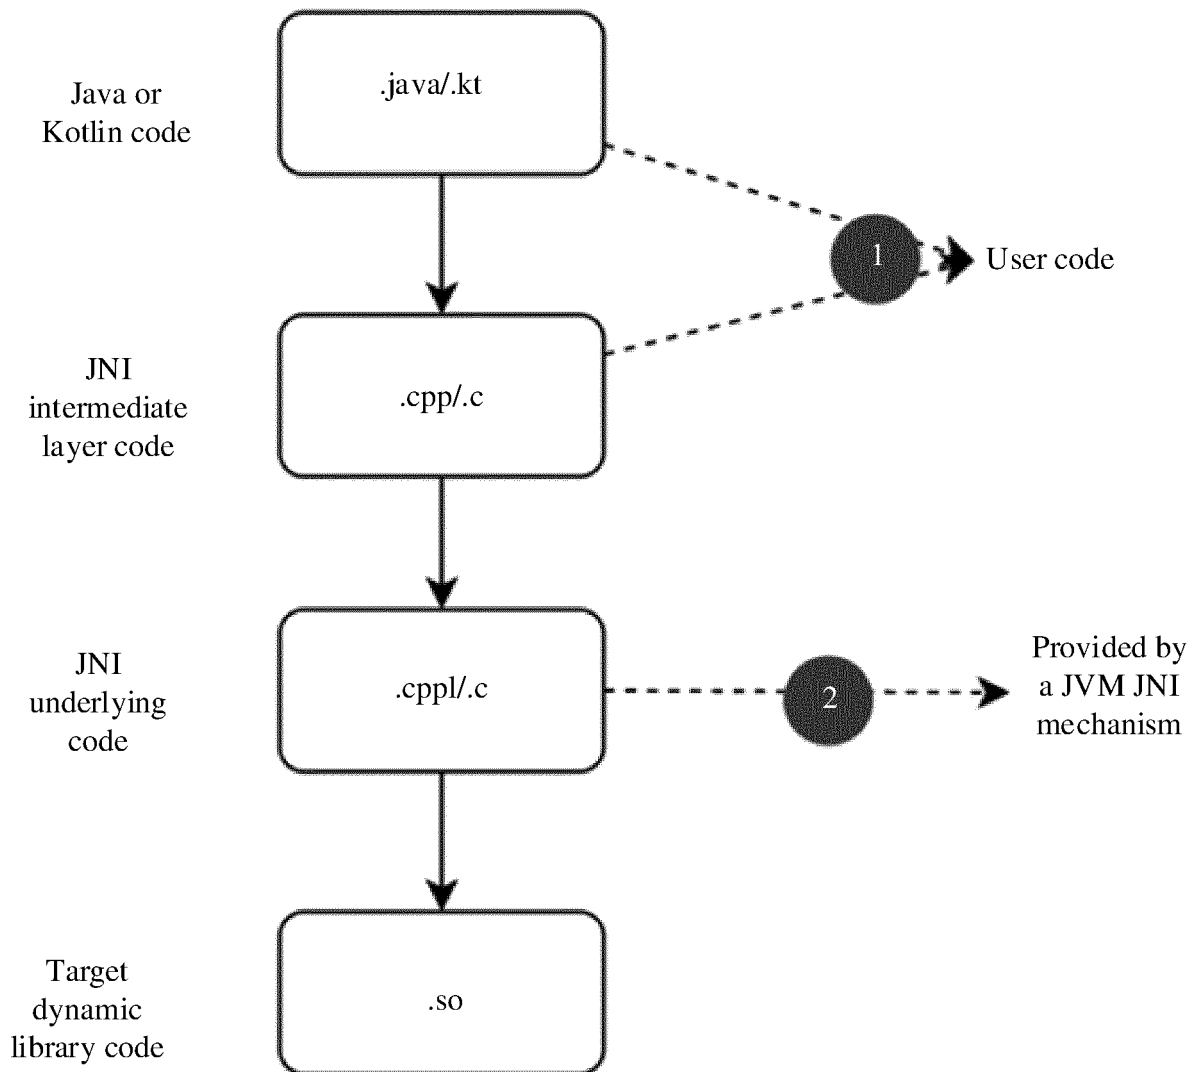 Java or
Kotlin code
.java/.kt
1
User code
JNI
intermediate
layer code
.cpp/.c
JNI
underlying
code
.cppl/.c
2
Provided by
a JVM JNI
mechanism
Target
dynamic
library code
.so